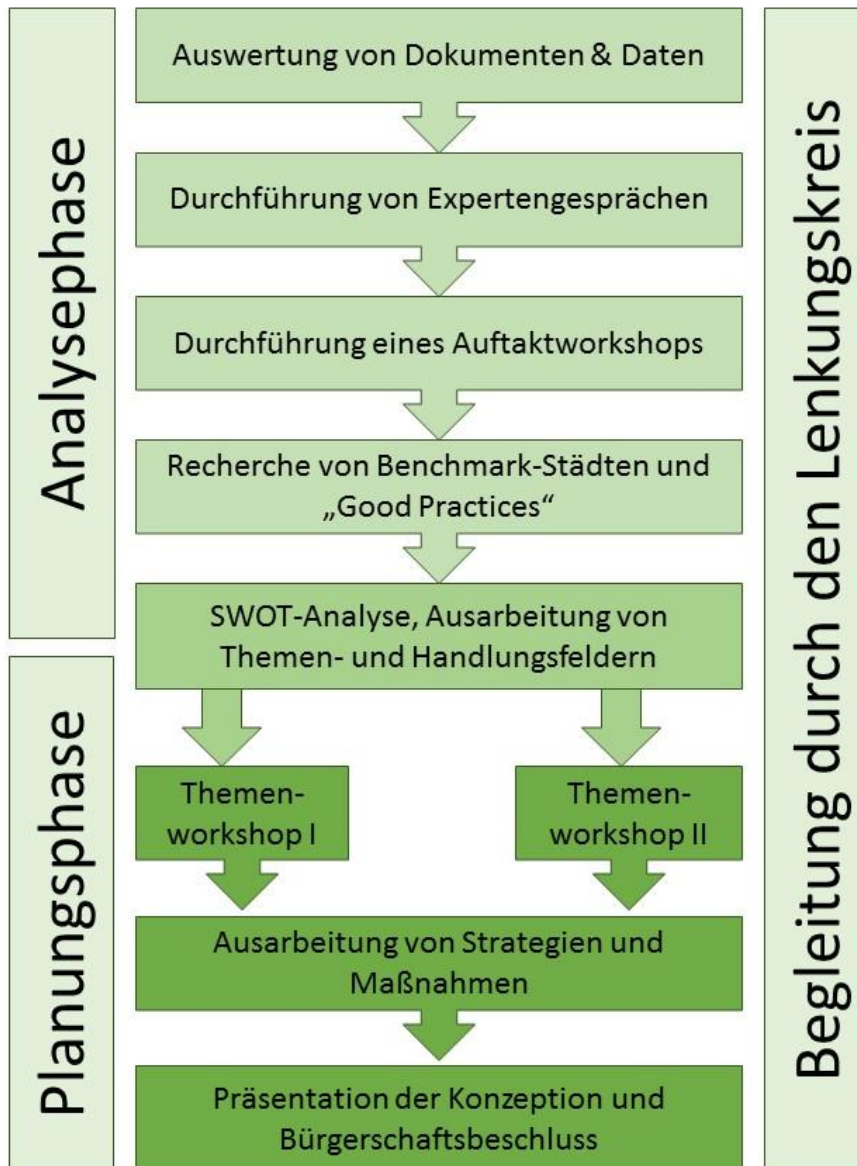 Analysephase
Auswertung von Dokumenten & Daten
Durchführung von Expertengesprächen
Durchführung eines Auftaktworkshops
Recherche von Benchmark-Städten und
„Good Practices“
SWOT-Analyse, Ausarbeitung von
Themen- und Handlungsfeldern
Planungsphase
Themen-
workshop I
Themen-
workshop II
Ausarbeitung von Strategien und
Maßnahmen
Präsentation der Konzeption und
Bürgerschaftsbeschluss
Begleitung durch den Lenkungskreis